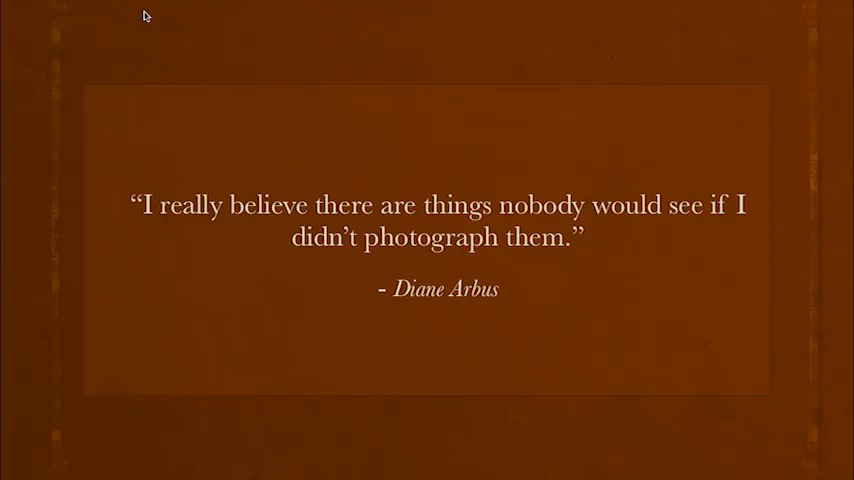 “I really believe there are things nobody would see if I
didn’t photograph them.”
- Diane Arbus